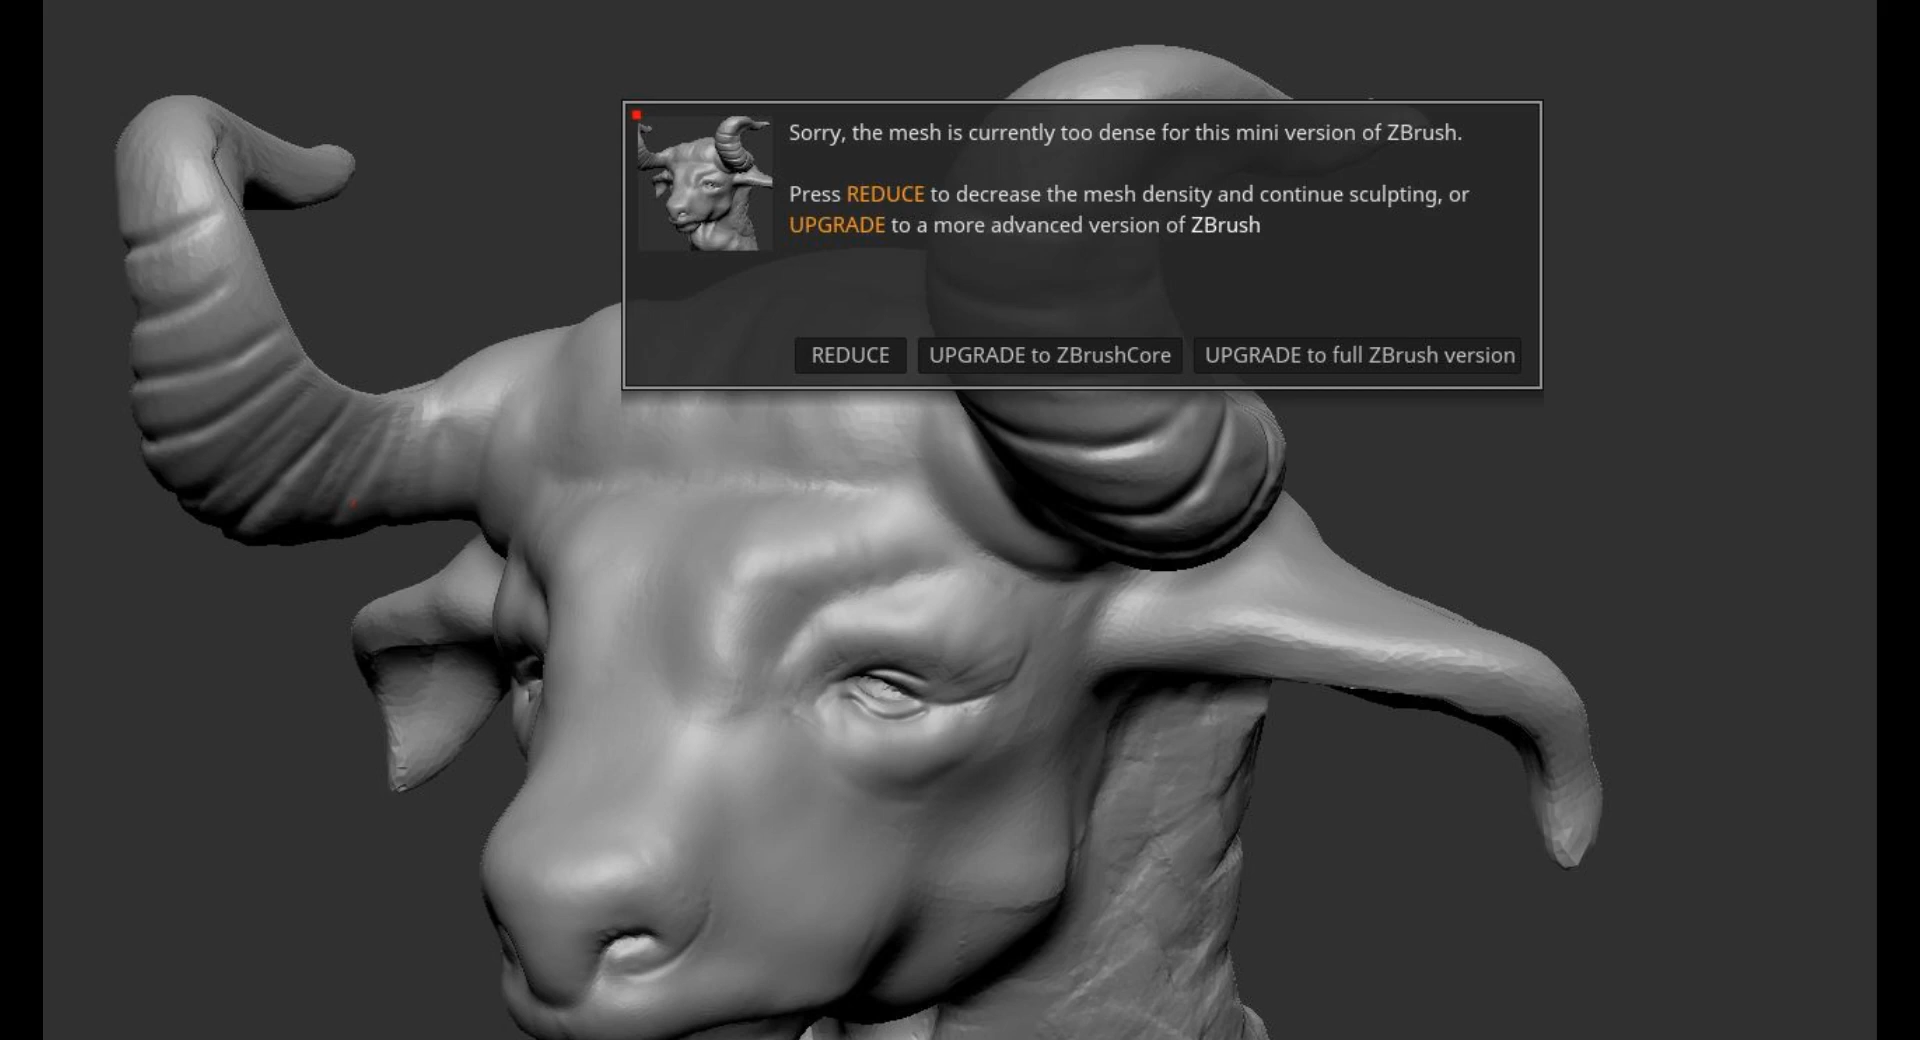 Sorry, the mesh is currently too dense for this mini version of ZBrush.
Press REDUCE to decrease the mesh density and continue sculpting, or
UPGRADE to a more advanced version of ZBrush
REDUCE
UPGRADE to ZBrushCore
UPGRADE to full ZBrush version